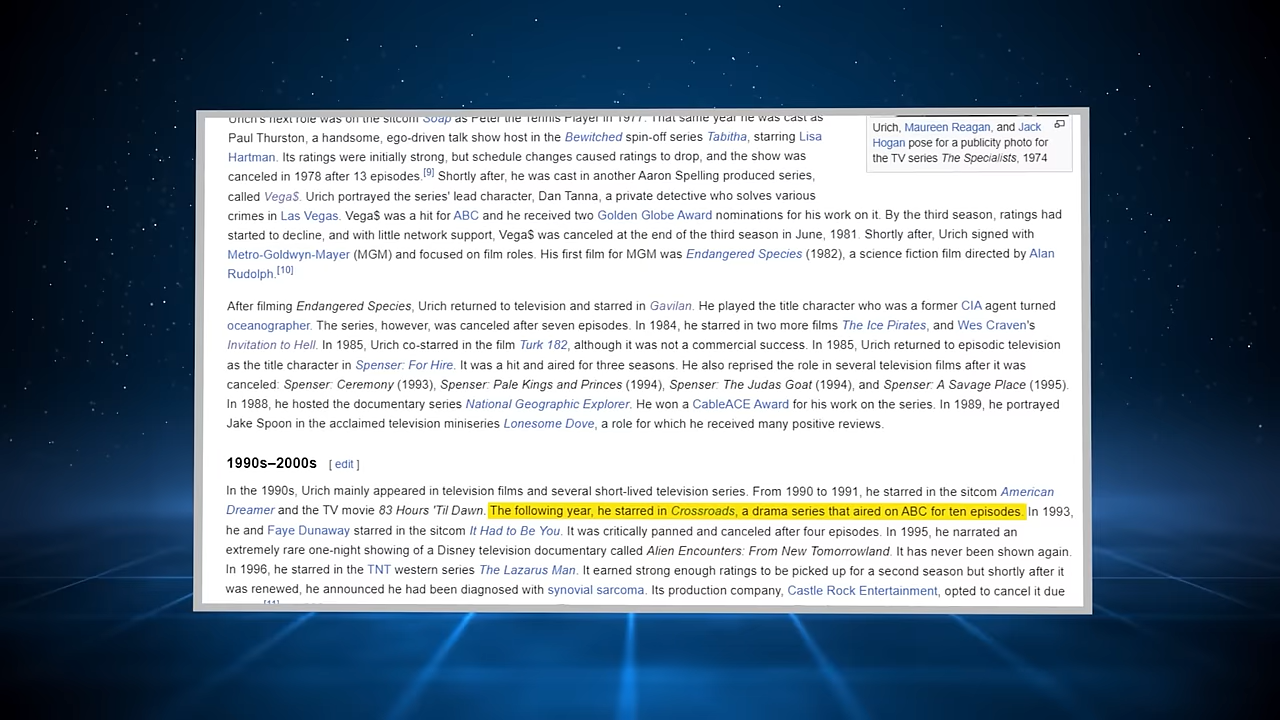 Urich's next role was on the sitcom Soap as Peter the Tennis Player in 1977. That same year he was cast as
Paul Thurston, a handsome, ego-driven talk show host in the Bewitched spin-off series Tabitha, starring Lisa
Hartman. Its ratings were initially strong, but schedule changes caused ratings to drop, and the show was
canceled in 1978 after 13 episodes.[9] Shortly after, he was cast in another Aaron Spelling produced series,
called Vega$. Urich portrayed the series' lead character, Dan Tanna, a private detective who solves various
crimes in Las Vegas. Vega$ was a hit for ABC and he received two Golden Globe Award nominations for his work on it. By the third season, ratings had
started to decline, and with little network support, Vega$ was canceled at the end of the third season in June, 1981. Shortly after, Urich signed with
Metro-Goldwyn-Mayer (MGM) and focused on film roles. His first film for MGM was Endangered Species (1982), a science fiction film directed by Alan
Rudolph.[10]
Urich, Maureen Reagan, and Jack
Hogan pose for a publicity photo for
the TV series The Specialists, 1974
After filming Endangered Species, Urich returned to television and starred in Gavilan. He played the title character who was a former CIA agent turned
oceanographer. The series, however, was canceled after seven episodes. In 1984, he starred in two more films The Ice Pirates, and Wes Craven's
Invitation to Hell. In 1985, Urich co-starred in the film Turk 182, although it was not a commercial success. In 1985, Urich returned to episodic television
as the title character in Spenser: For Hire. It was a hit and aired for three seasons. He also reprised the role in several television films after it was
canceled: Spenser: Ceremony (1993), Spenser: Pale Kings and Princes (1994), Spenser: The Judas Goat (1994), and Spenser: A Savage Place (1995).
In 1988, he hosted the documentary series National Geographic Explorer. He won a CableACE Award for his work on the series. In 1989, he portrayed
Jake Spoon in the acclaimed television miniseries Lonesome Dove, a role for which he received many positive reviews.
1990s–2000s [ edit ]
In the 1990s, Urich mainly appeared in television films and several short-lived television series. From 1990 to 1991, he starred in the sitcom American
Dreamer and the TV movie 83 Hours 'Til Dawn. The following year, he starred in Crossroads, a drama series that aired on ABC for ten episodes. In 1993,
he and Faye Dunaway starred in the sitcom It Had to Be You. It was critically panned and canceled after four episodes. In 1995, he narrated an
extremely rare one-night showing of a Disney television documentary called Alien Encounters: From New Tomorrowland. It has never been shown again.
In 1996, he starred in the TNT western series The Lazarus Man. It earned strong enough ratings to be picked up for a second season but shortly after it
was renewed, he announced he had been diagnosed with synovial sarcoma. Its production company, Castle Rock Entertainment, opted to cancel it due
[11]